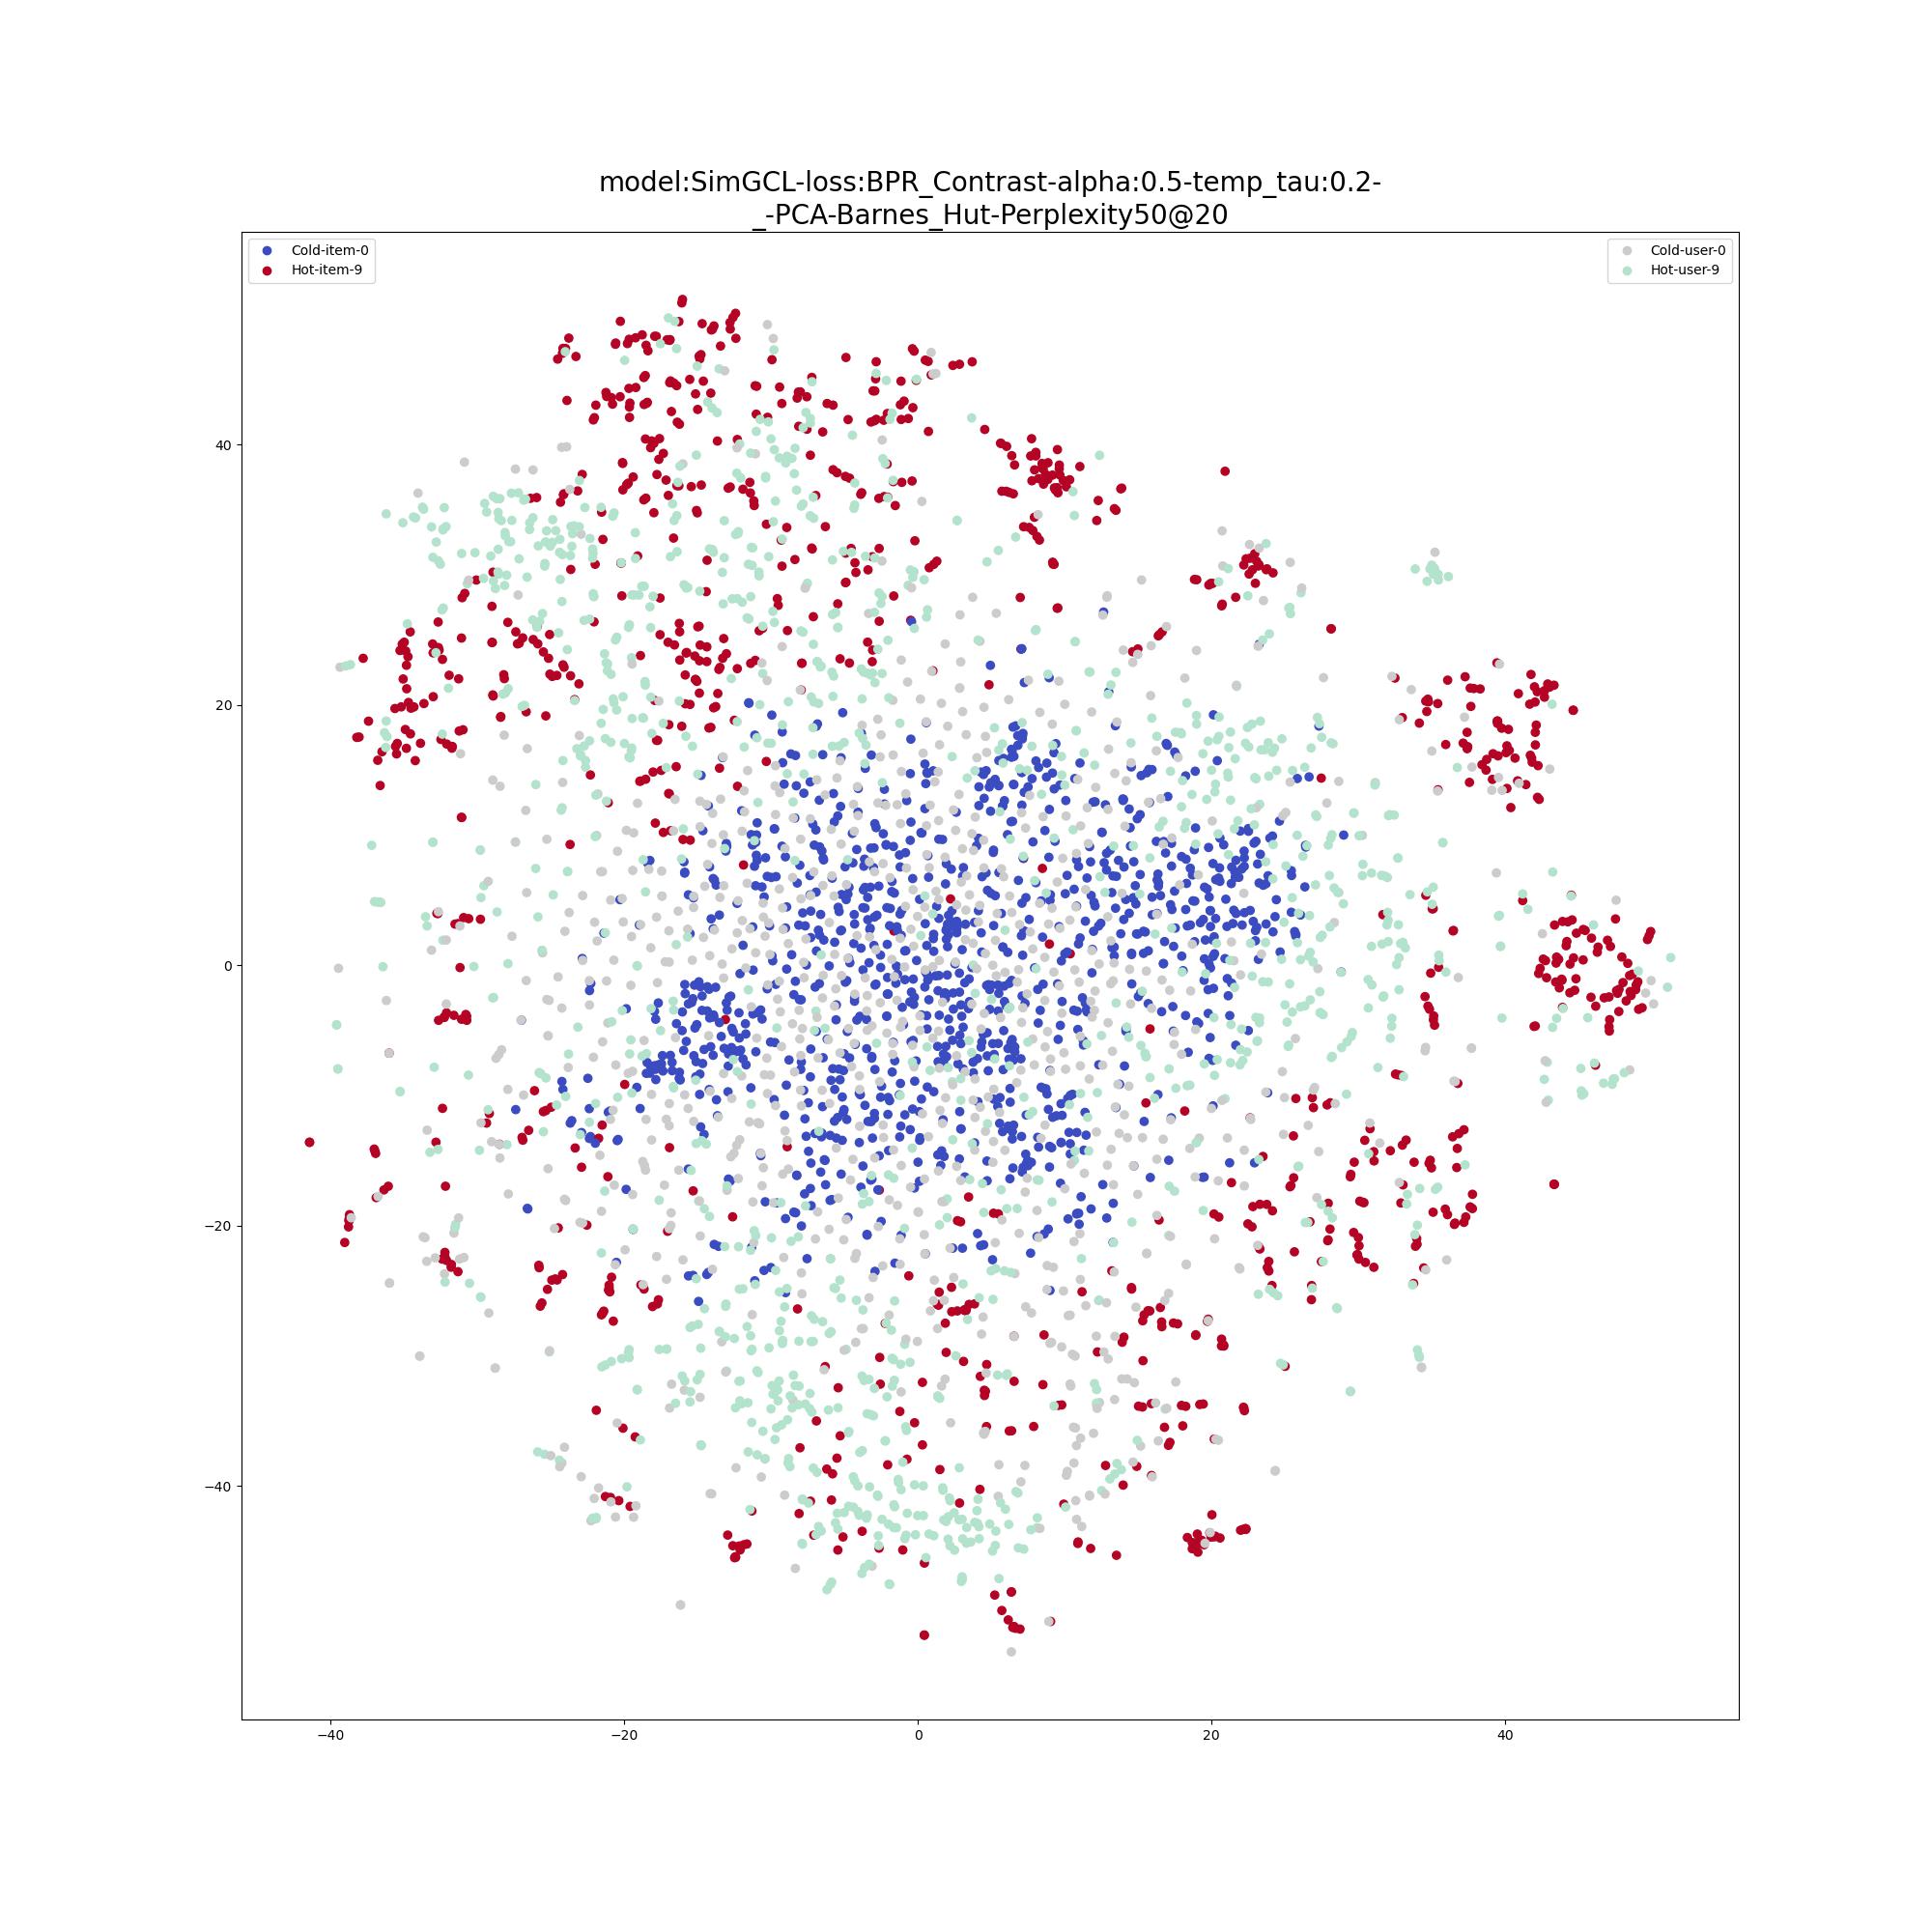 model:SimGCL-loss:BPR_Contrast-alpha:0.5-temp_tau:0.2-
_-PCA-Barnes_Hut-Perplexity50@20
Cold-item-0
Hot-item-9
Cold-user-0
Hot-user-9
40
20
0
−20
−40
−40
−20
0
20
40